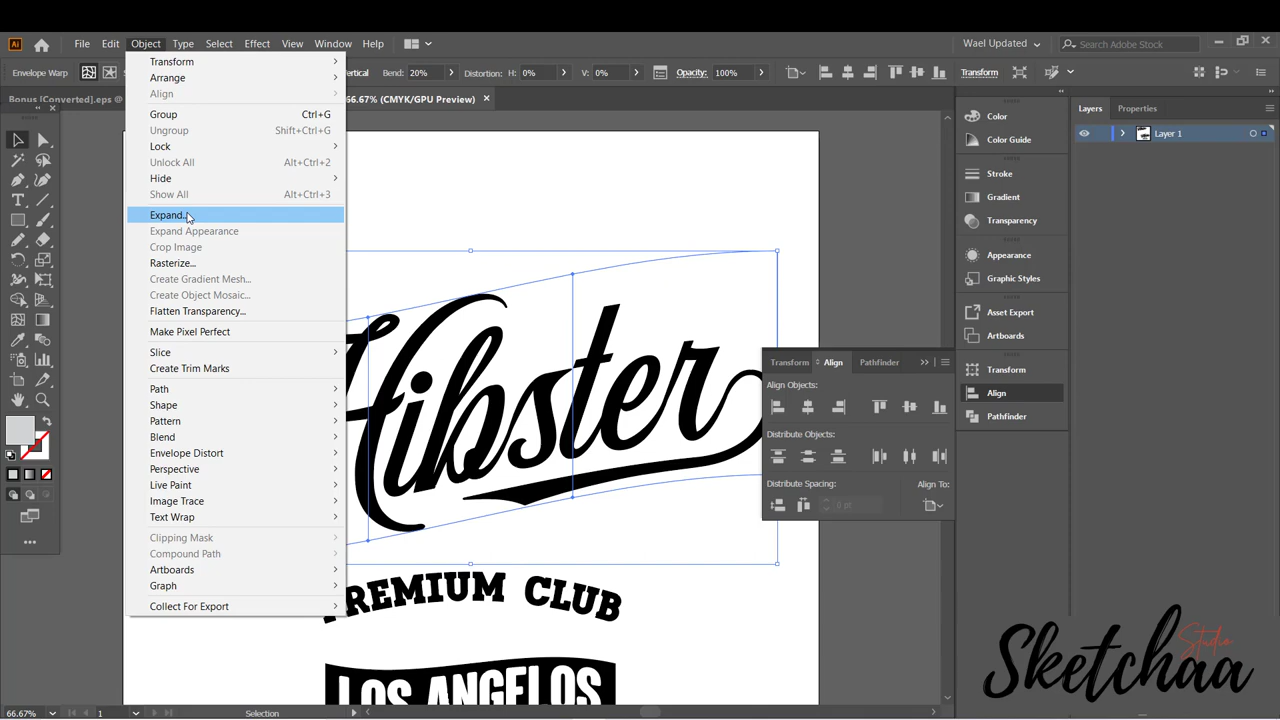 Ai File Edit Object Type Select Effect View Window Help Wael Updated Search Adobe Stock
Envelope Warp Vertical Bend: 20% Distortion: H: 0% V: 0% Opacity: 100% Transform
Bonus [Converted].eps @ 66.67% (CMYK/GPU Preview)
Transform
Arrange
Align
Group Ctrl+G
Ungroup Shift+Ctrl+G
Lock
Unlock All Alt+Ctrl+2
Hide
Show All Alt+Ctrl+3
Expand...
Expand Appearance
Crop Image
Rasterize...
Create Gradient Mesh...
Create Object Mosaic...
Flatten Transparency...
Make Pixel Perfect
Slice
Create Trim Marks
Path
Shape
Pattern
Blend
Envelope Distort
Perspective
Live Paint
Image Trace
Text Wrap
Clipping Mask
Compound Path
Artboards
Graph
Collect For Export
Hibster
PREMIUM CLUB
LOS ANGELOS
Transform Align Pathfinder
Align Objects:
Distribute Objects:
Distribute Spacing: Align To:
0 pt
Color
Color Guide
Stroke
Gradient
Transparency
Appearance
Graphic Styles
Asset Export
Artboards
Transform
Align
Pathfinder
Layers Properties
Layer 1
Sketchaa
Studio
66.67% 1 Selection